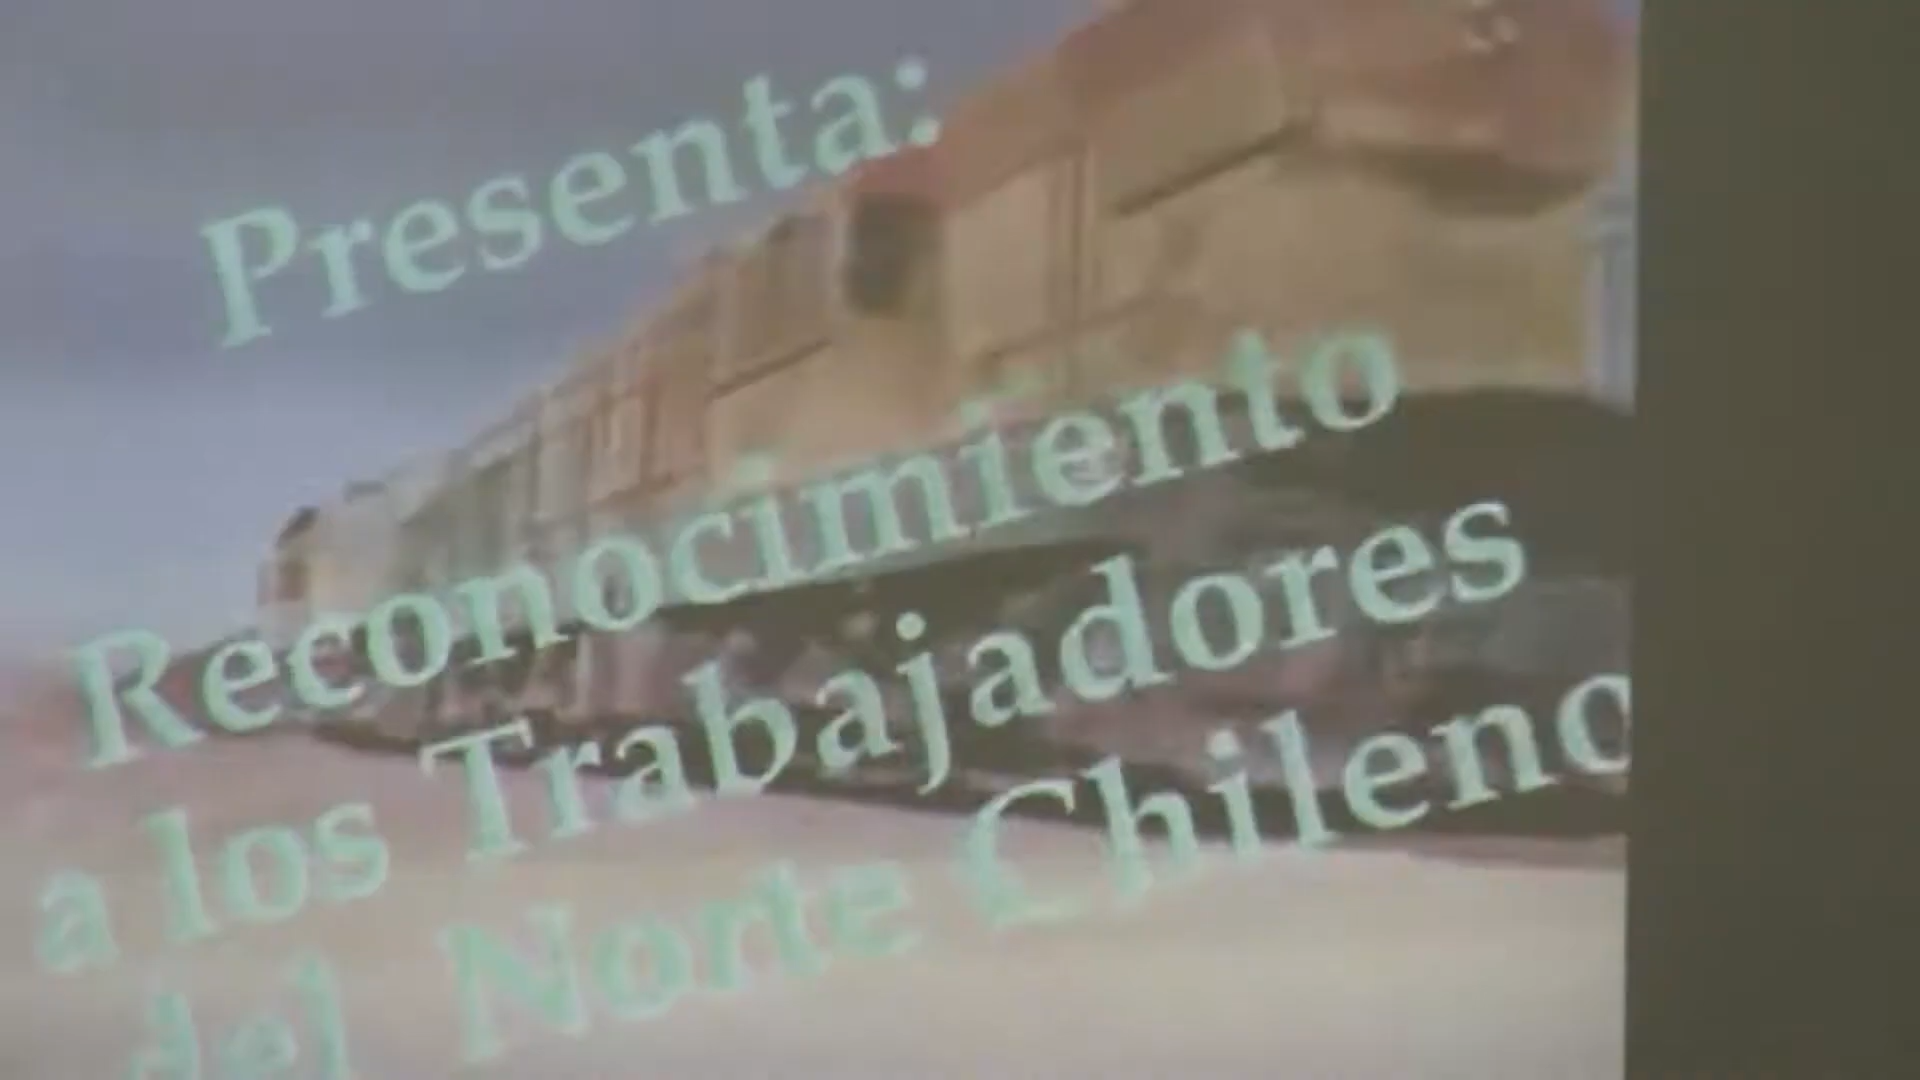 Presenta:
Reconocimiento
a los Trabajadores
del Norte Chileno